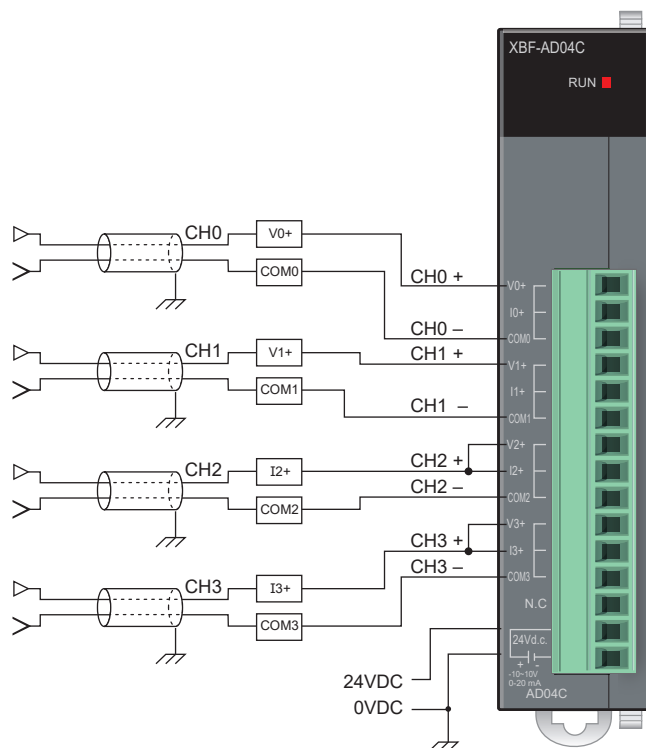 XBF-AD04C
RUN
CH0
V0+
COM0
CH0 +
CH0 –
V0+
I0+
COM0
CH1
V1+
COM1
CH1 +
CH1 –
V1+
I1+
COM1
CH2
I2+
COM2
CH2 +
CH2 –
V2+
I2+
COM2
CH3
I3+
COM3
CH3 +
CH3 –
V3+
I3+
COM3
N.C
24Vd.c.
+ -
-10~10V
0-20 mA
AD04C
24VDC
0VDC